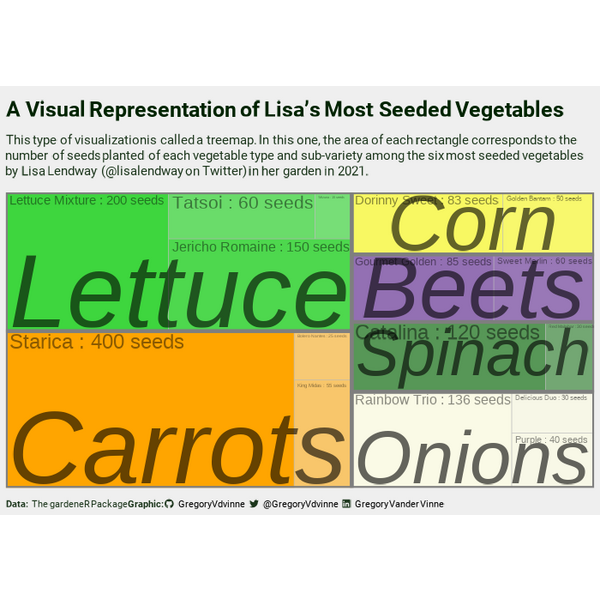 A Visual Representation of Lisa's Most Seeded Vegetables
This type of visualization is called a treemap. In this one, the area of each rectangle corresponds to the
number of seeds planted of each vegetable type and sub-variety among the six most seeded vegetables
by Lisa Lendway (@lisalendway on Twitter) in her garden in 2021.
Lettuce Mixture : 200 seeds
Tatsoi : 60 seeds
Jericho Romaine : 150 seeds
Lettuce
Dorinny Sweet : 83 seeds
Golden Bantam : 50 seeds
Corn
Gourmet Golden : 85 seeds
Sweet Merlin : 60 seeds
Beets
Catalina : 120 seeds
Spinach
Starica : 400 seeds
King Midas : 50 seeds
Carrots
Rainbow Trio : 136 seeds
Delicious Duo : 30 seeds
Purple : 40 seeds
Onions
Data: The gardeneR Package Graphic: GregoryVdvinne @GregoryVdvinne GregoryVanderVinne